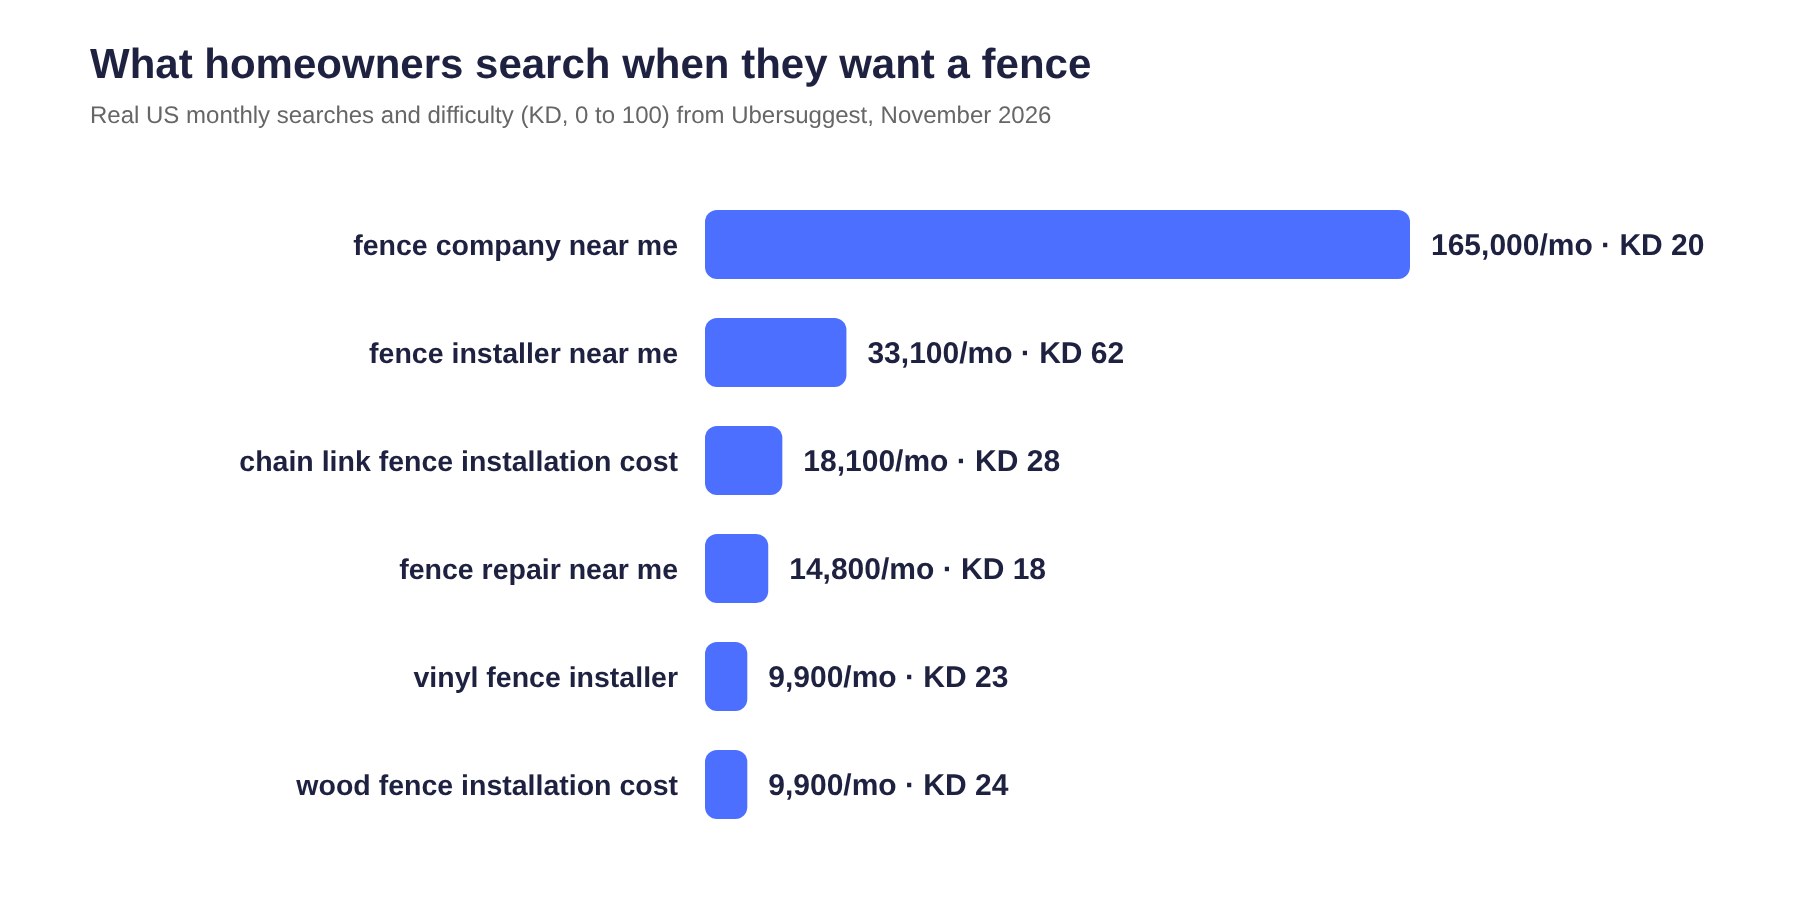 What homeowners search when they want a fence
Real US monthly searches and difficulty (KD, 0 to 100) from Ubersuggest, November 2026
fence company near me 165,000/mo · KD 20
fence installer near me 33,100/mo · KD 62
chain link fence installation cost 18,100/mo · KD 28
fence repair near me 14,800/mo · KD 18
vinyl fence installer 9,900/mo · KD 23
wood fence installation cost 9,900/mo · KD 24